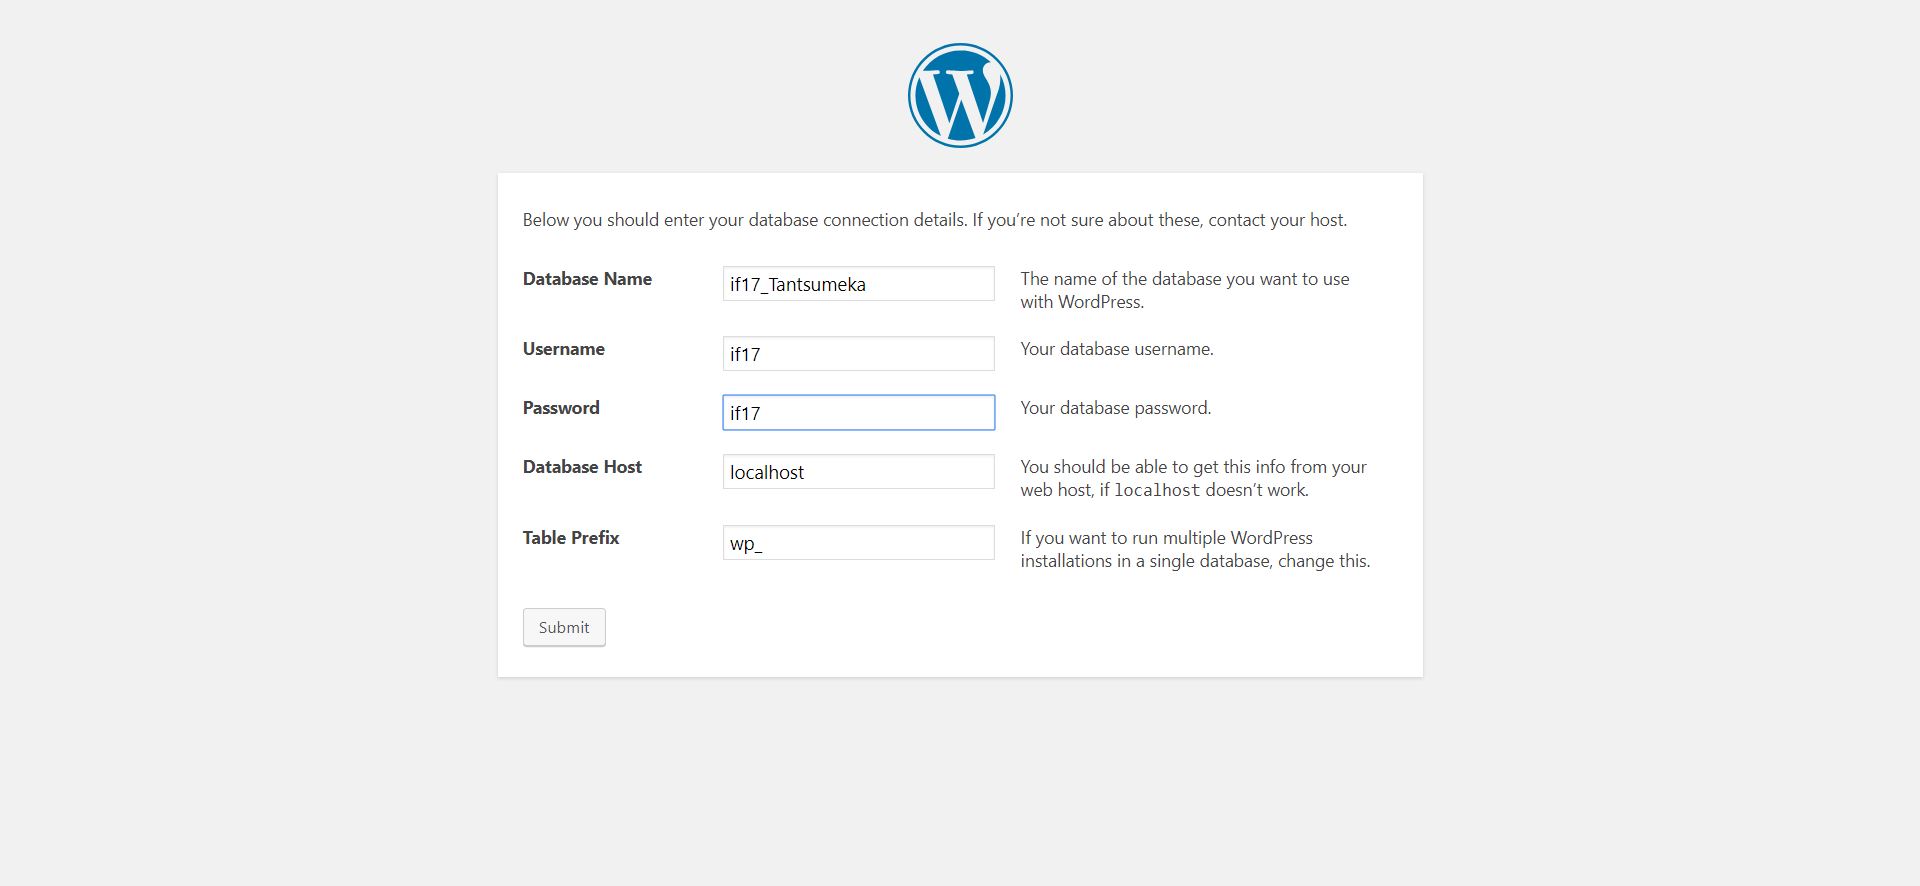 Below you should enter your database connection details. If you’re not sure about these, contact your host.
Database Name
if17_Tantsumeka
The name of the database you want to use
with WordPress.
Username
if17
Your database username.
Password
if17
Your database password.
Database Host
localhost
You should be able to get this info from your
web host, if localhost doesn’t work.
Table Prefix
wp_
If you want to run multiple WordPress
installations in a single database, change this.
Submit